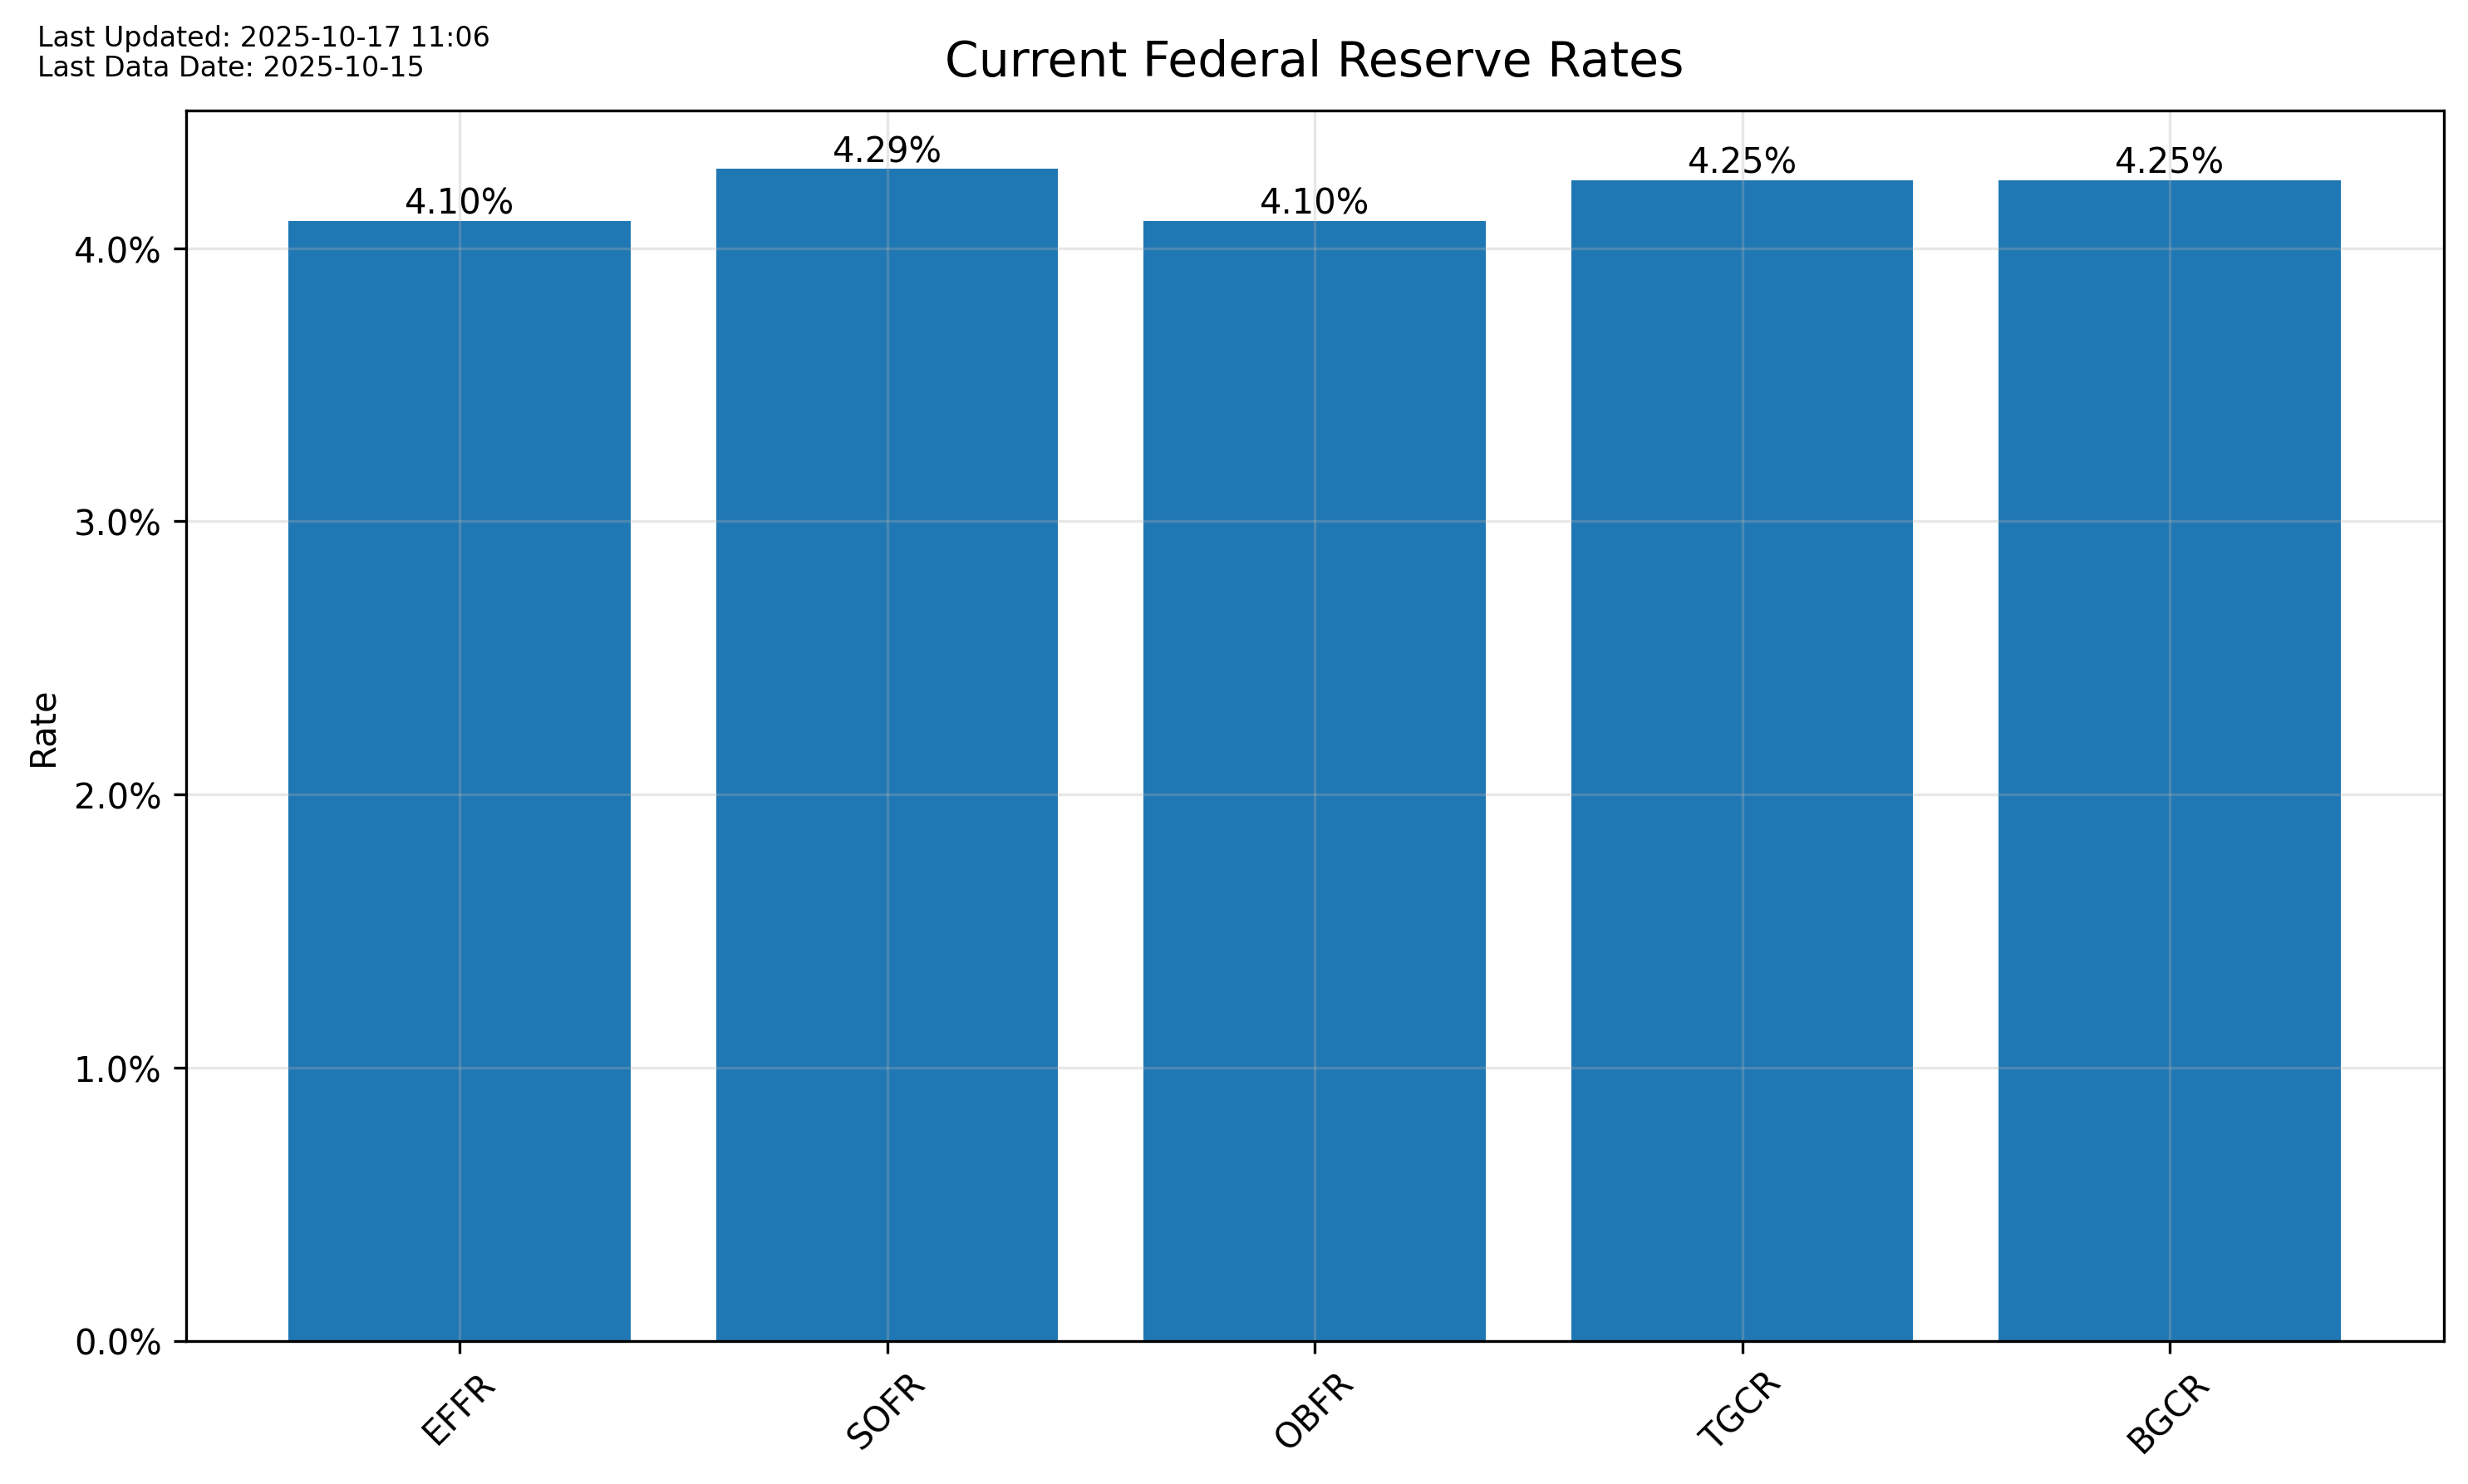 Last Updated: 2025-10-17 11:06
Last Data Date: 2025-10-15
Current Federal Reserve Rates
4.10%
4.29%
4.10%
4.25%
4.25%
4.0%
3.0%
2.0%
1.0%
0.0%
Rate
EFFR
SOFR
OBFR
TGCR
BGCR